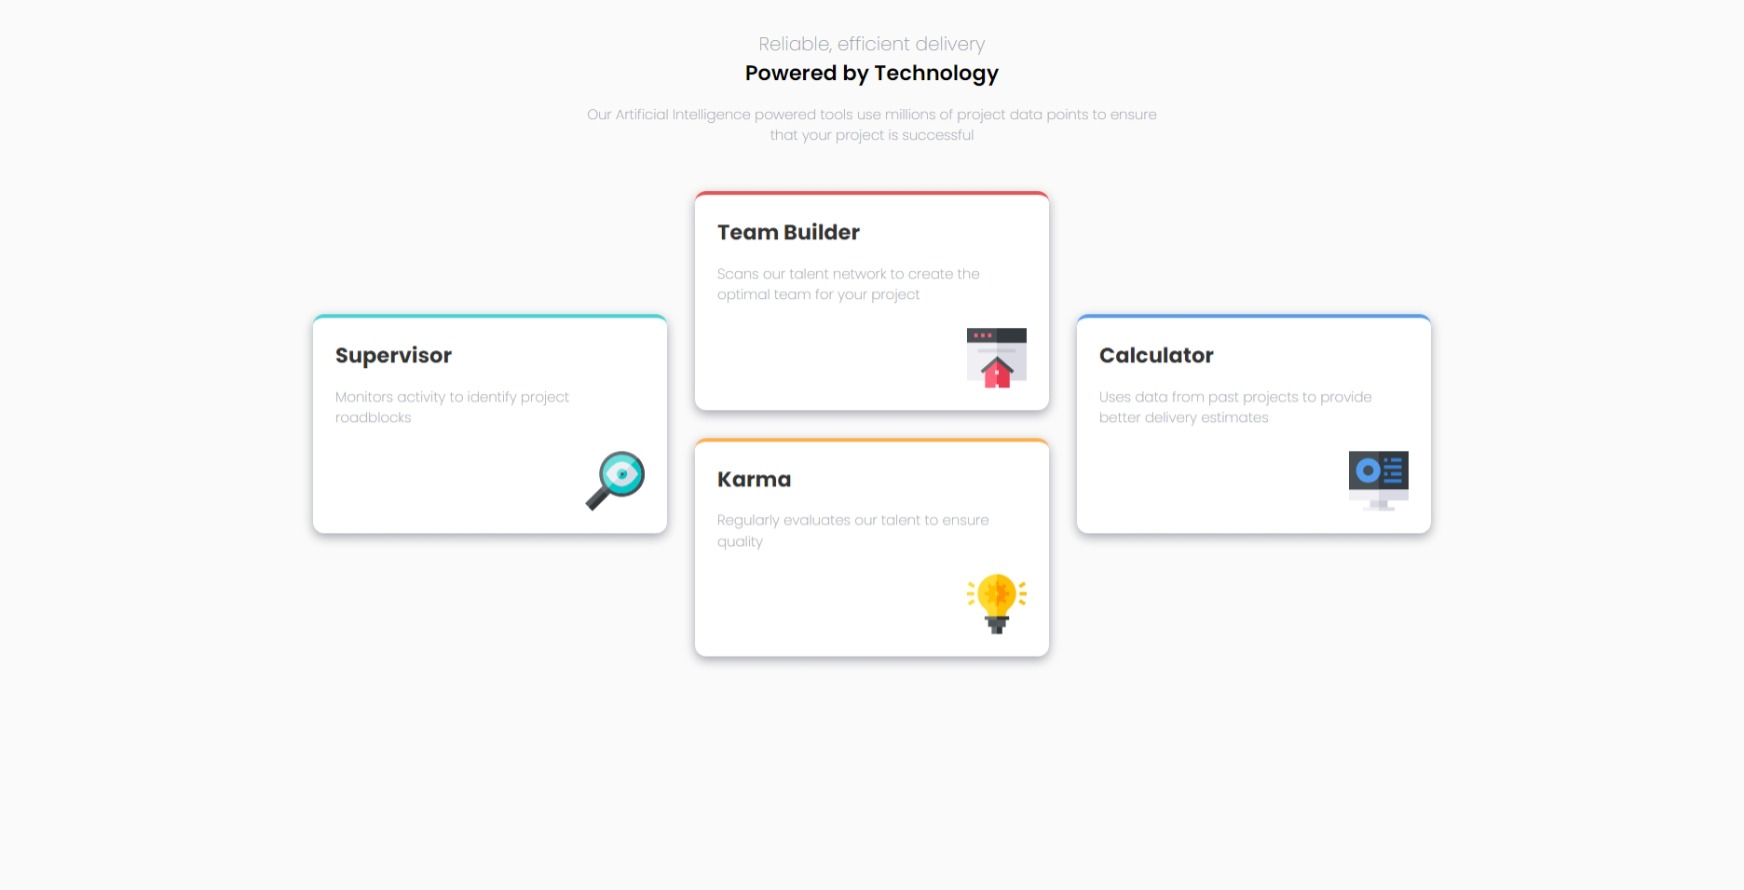 Reliable, efficient delivery
Powered by Technology
Our Artificial Intelligence powered tools use millions of project data points to ensure
that your project is successful
Team Builder
Scans our talent network to create the
optimal team for your project
Supervisor
Monitors activity to identify project
roadblocks
Calculator
Uses data from past projects to provide
better delivery estimates
Karma
Regularly evaluates our talent to ensure
quality